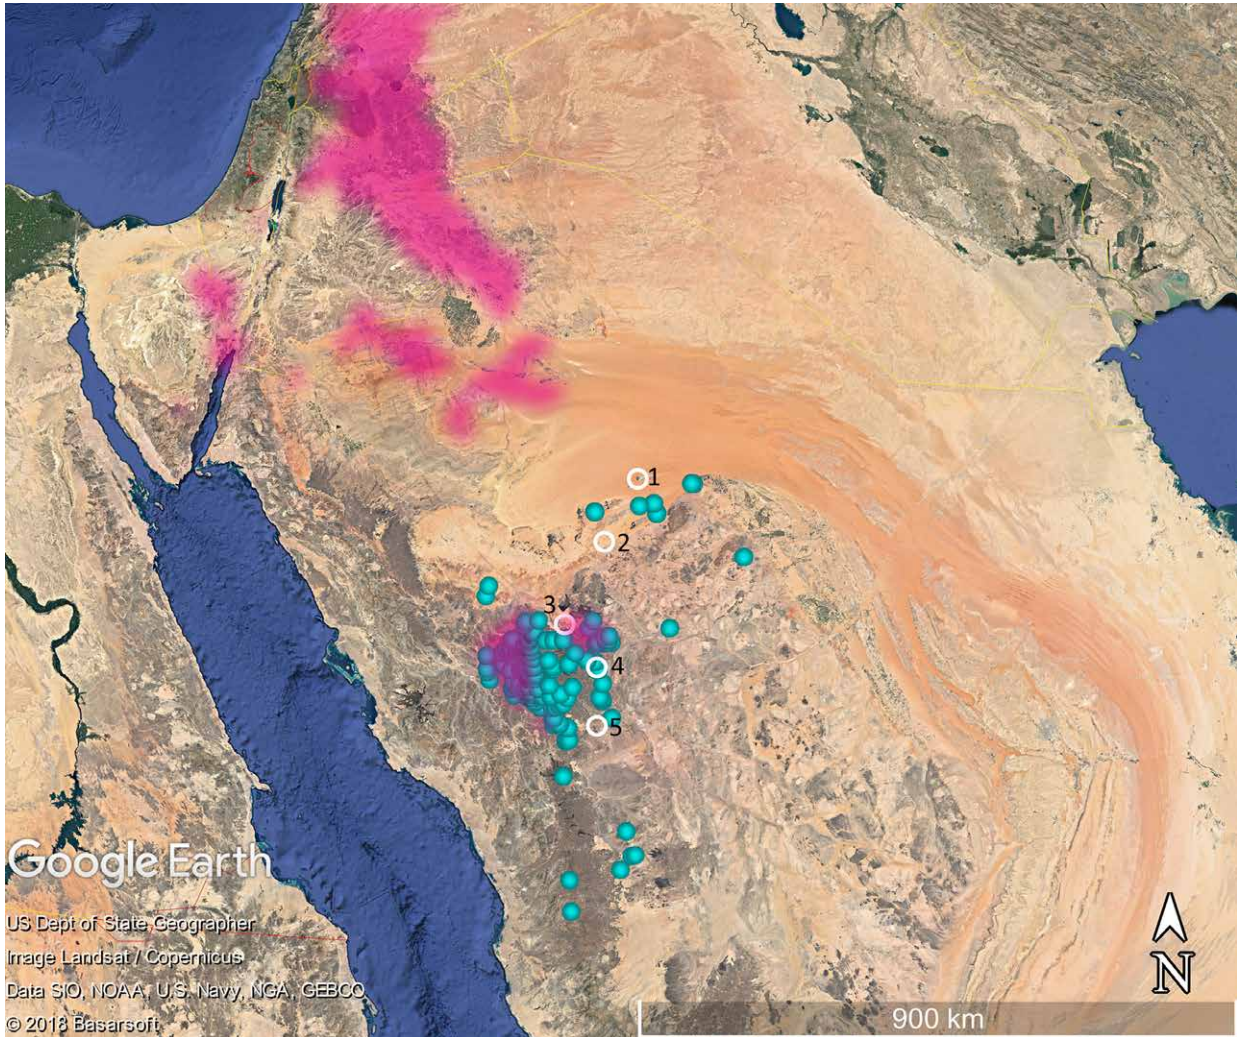 1
2
3
4
5
Google Earth
US Dept of State Geographer
Image Landsat / Copernicus
Data SIO, NOAA, U.S. Navy, NGA, GEBCO
© 2018 Basarsoft
N
900 km